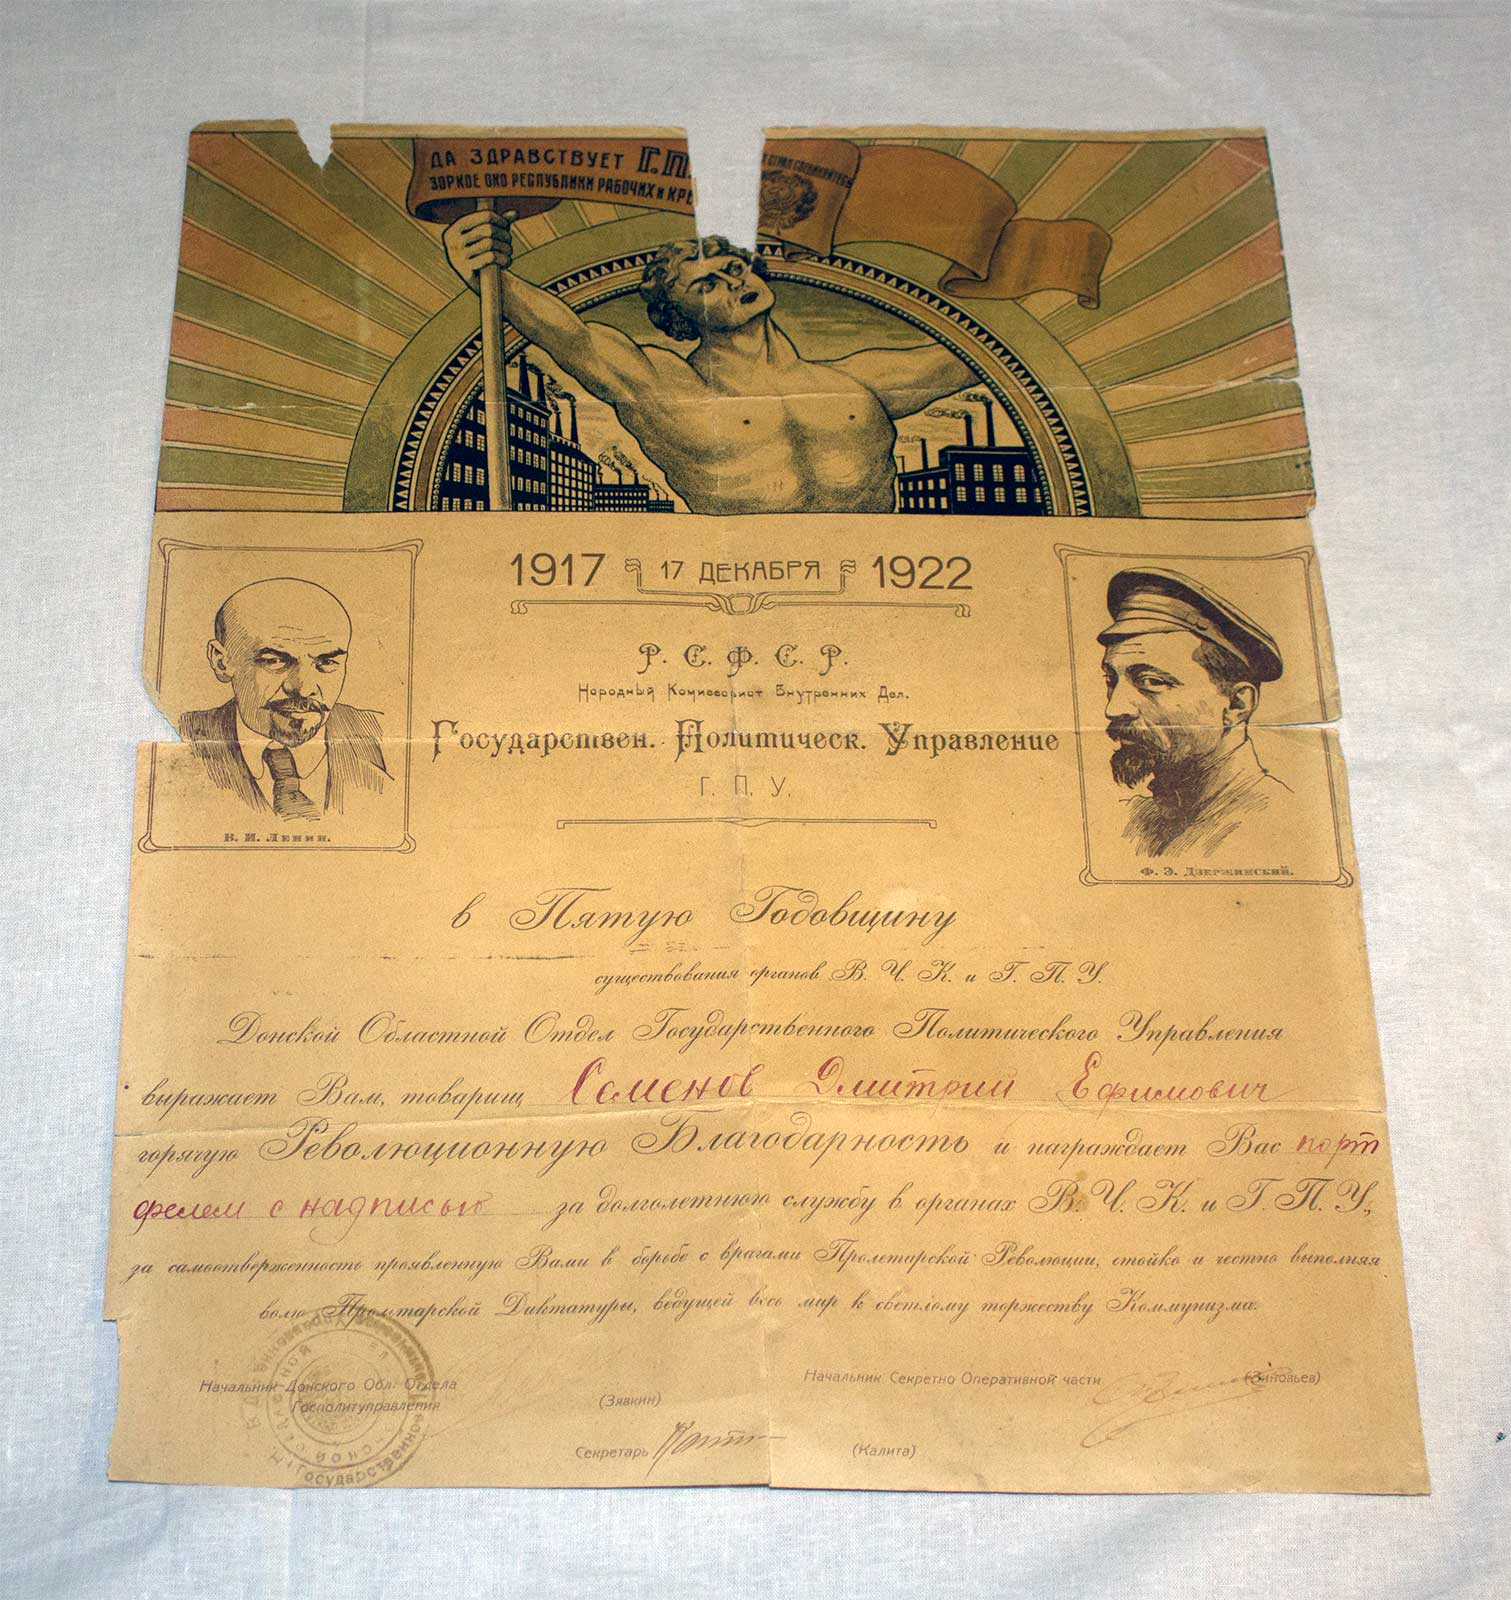 ДА ЗДРАВСТВУЕТ Г.П.
ЗОРКОЕ ОКО РЕСПУБЛИКИ РАБОЧИХ И КРЕ
1917 17 ДЕКАБРЯ 1922
Р. С. Ф. С. Р.
Народный Комиссариат Внутренних Дел.
Государствен. Политическ. Управление
Г. П. У.
В. И. Ленин.
Ф. Э. Дзержинский.
в Пятую Годовщину
существования органов В. Ч. К. и Г. П. У.
Донской Областной Отдел Государственного Политического Управления
выражает Вам, товарищ Семенов Дмитрий Ефимович
горячую Революционную Благодарность и награждает Вас порт
фелем с надписью за долголетнюю службу в органах В. Ч. К. и Г. П. У.,
за самоотверженность проявленную Вами в борьбе с врагами Пролетарской Революции, стойко и честно выполняя
волю Пролетарской Диктатуры, ведущей весь мир к светлому торжеству Коммунизма.
Начальник Донского Обл. Отдела
Госполитуправления
(Зявкин)
Начальник Секретно Оперативной части (Зиновьев)
Секретарь (Калита)